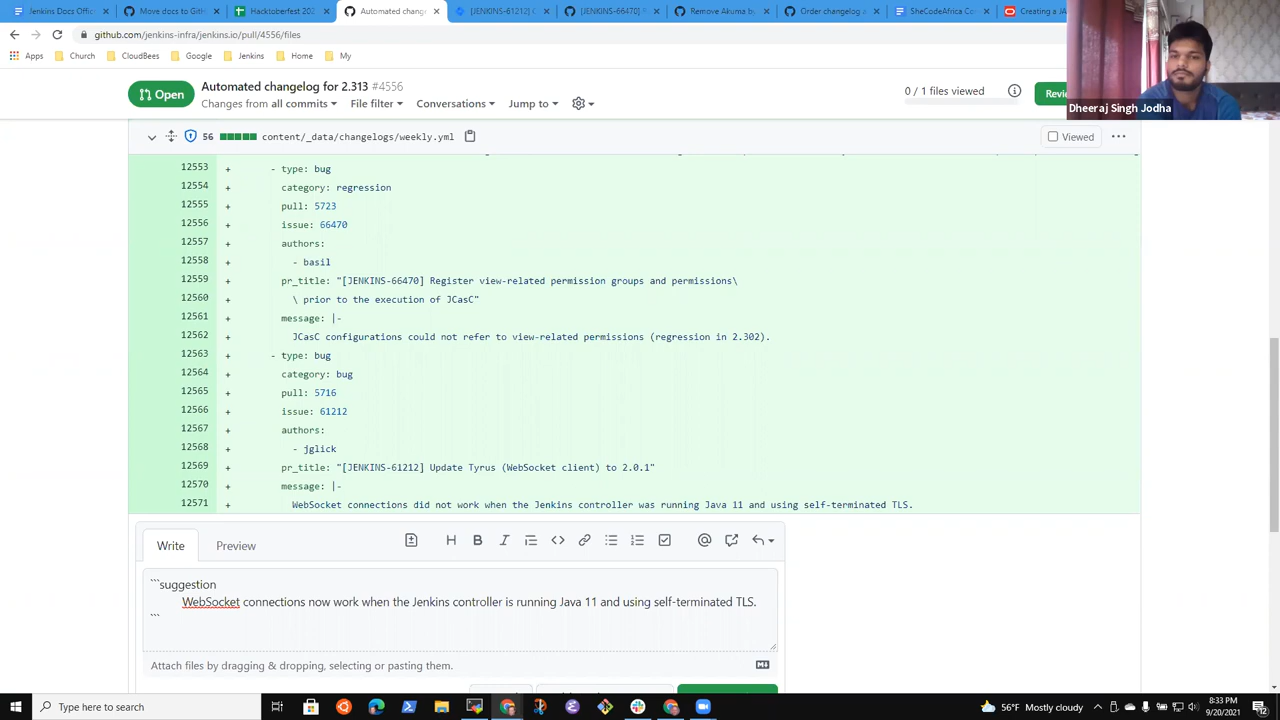 Jenkins Docs Offic
Move docs to GitH
Hacktoberfest 202
Automated change
[JENKINS-61212] C
[JENKINS-66470] R
Remove Akuma by
Order changelog a
SheCodeAfrica Co
Creating a JA
github.com/jenkins-infra/jenkins.io/pull/4556/files
Apps Church CloudBees Google Jenkins Home My
Open
Automated changelog for 2.313 #4556
Changes from all commits File filter Conversations Jump to
0 / 1 files viewed
Revie
Dheeraj Singh Jodha
56 content/_data/changelogs/weekly.yml
Viewed
12553 + - type: bug
12554 + category: regression
12555 + pull: 5723
12556 + issue: 66470
12557 + authors:
12558 + - basil
12559 + pr_title: "[JENKINS-66470] Register view-related permission groups and permissions\
12560 + \ prior to the execution of JCasC"
12561 + message: |-
12562 + JCasC configurations could not refer to view-related permissions (regression in 2.302).
12563 + - type: bug
12564 + category: bug
12565 + pull: 5716
12566 + issue: 61212
12567 + authors:
12568 + - jglick
12569 + pr_title: "[JENKINS-61212] Update Tyrus (WebSocket client) to 2.0.1"
12570 + message: |-
12571 + WebSocket connections did not work when the Jenkins controller was running Java 11 and using self-terminated TLS.
Write Preview
```suggestion
WebSocket connections now work when the Jenkins controller is running Java 11 and using self-terminated TLS.
```
Attach files by dragging & dropping, selecting or pasting them.
Type here to search
56°F Mostly cloudy
8:33 PM
9/20/2021
12